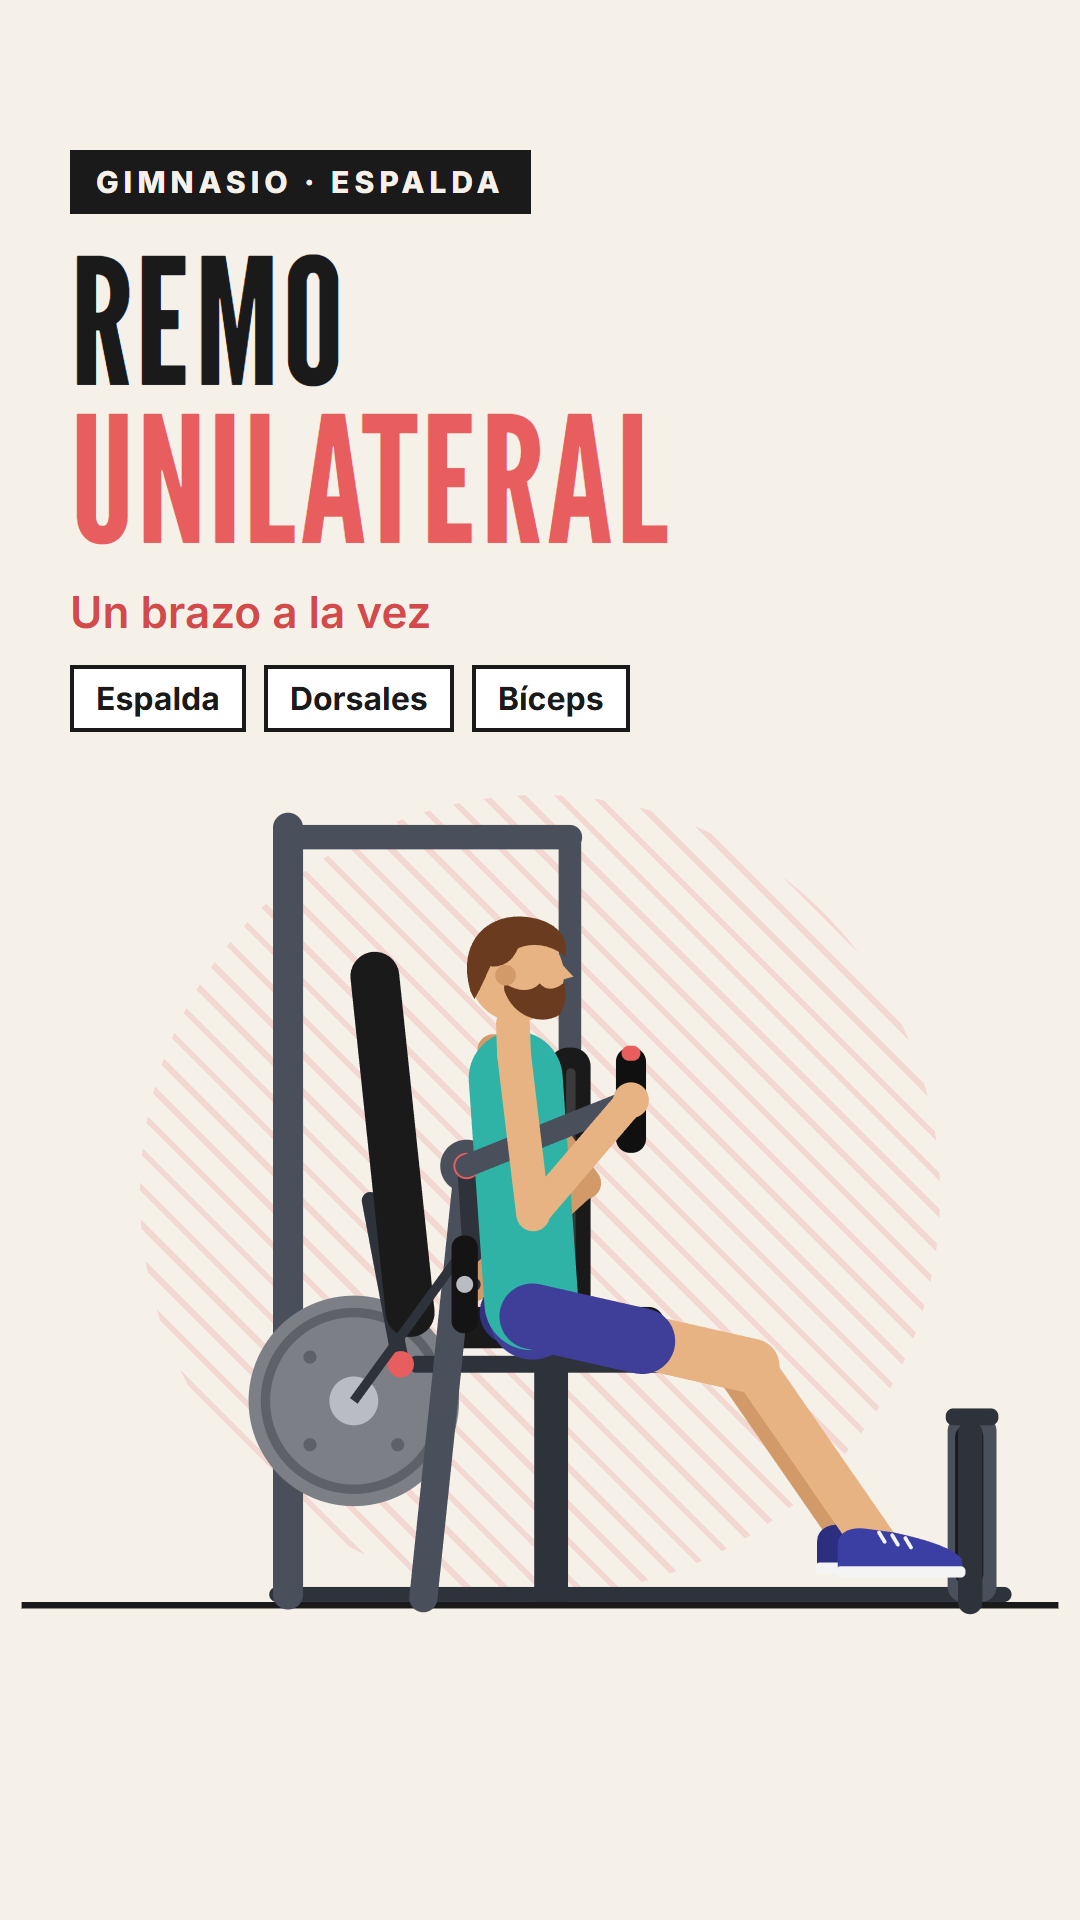 GIMNASIO · ESPALDA
REMO
UNILATERAL
Un brazo a la vez
Espalda Dorsales Bíceps